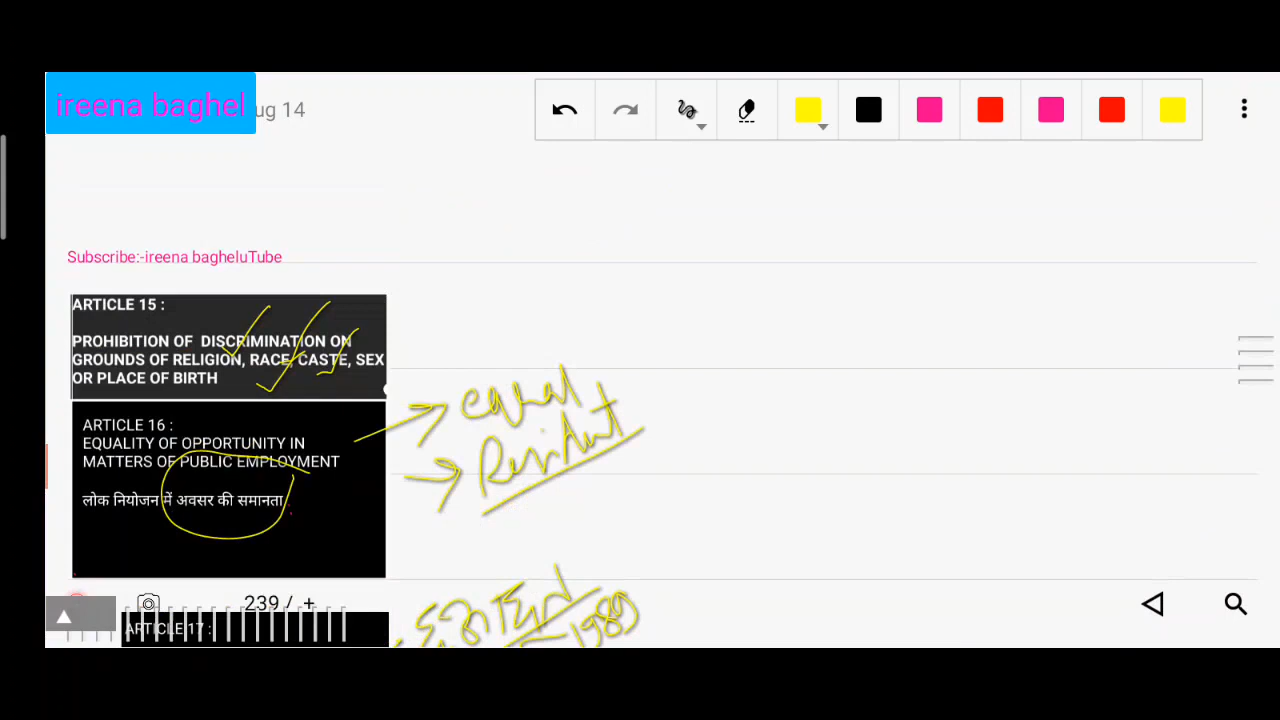 ireena baghel
ug 14
Subscribe:-ireena bagheluTube
ARTICLE 15 :
PROHIBITION OF DISCRIMINATION ON
GROUNDS OF RELIGION, RACE, CASTE, SEX
OR PLACE OF BIRTH
ARTICLE 16 :
EQUALITY OF OPPORTUNITY IN
MATTERS OF PUBLIC EMPLOYMENT
लोक नियोजन में अवसर की समानता
equal
Resident
1989
239 / +
ARTICLE 17 :